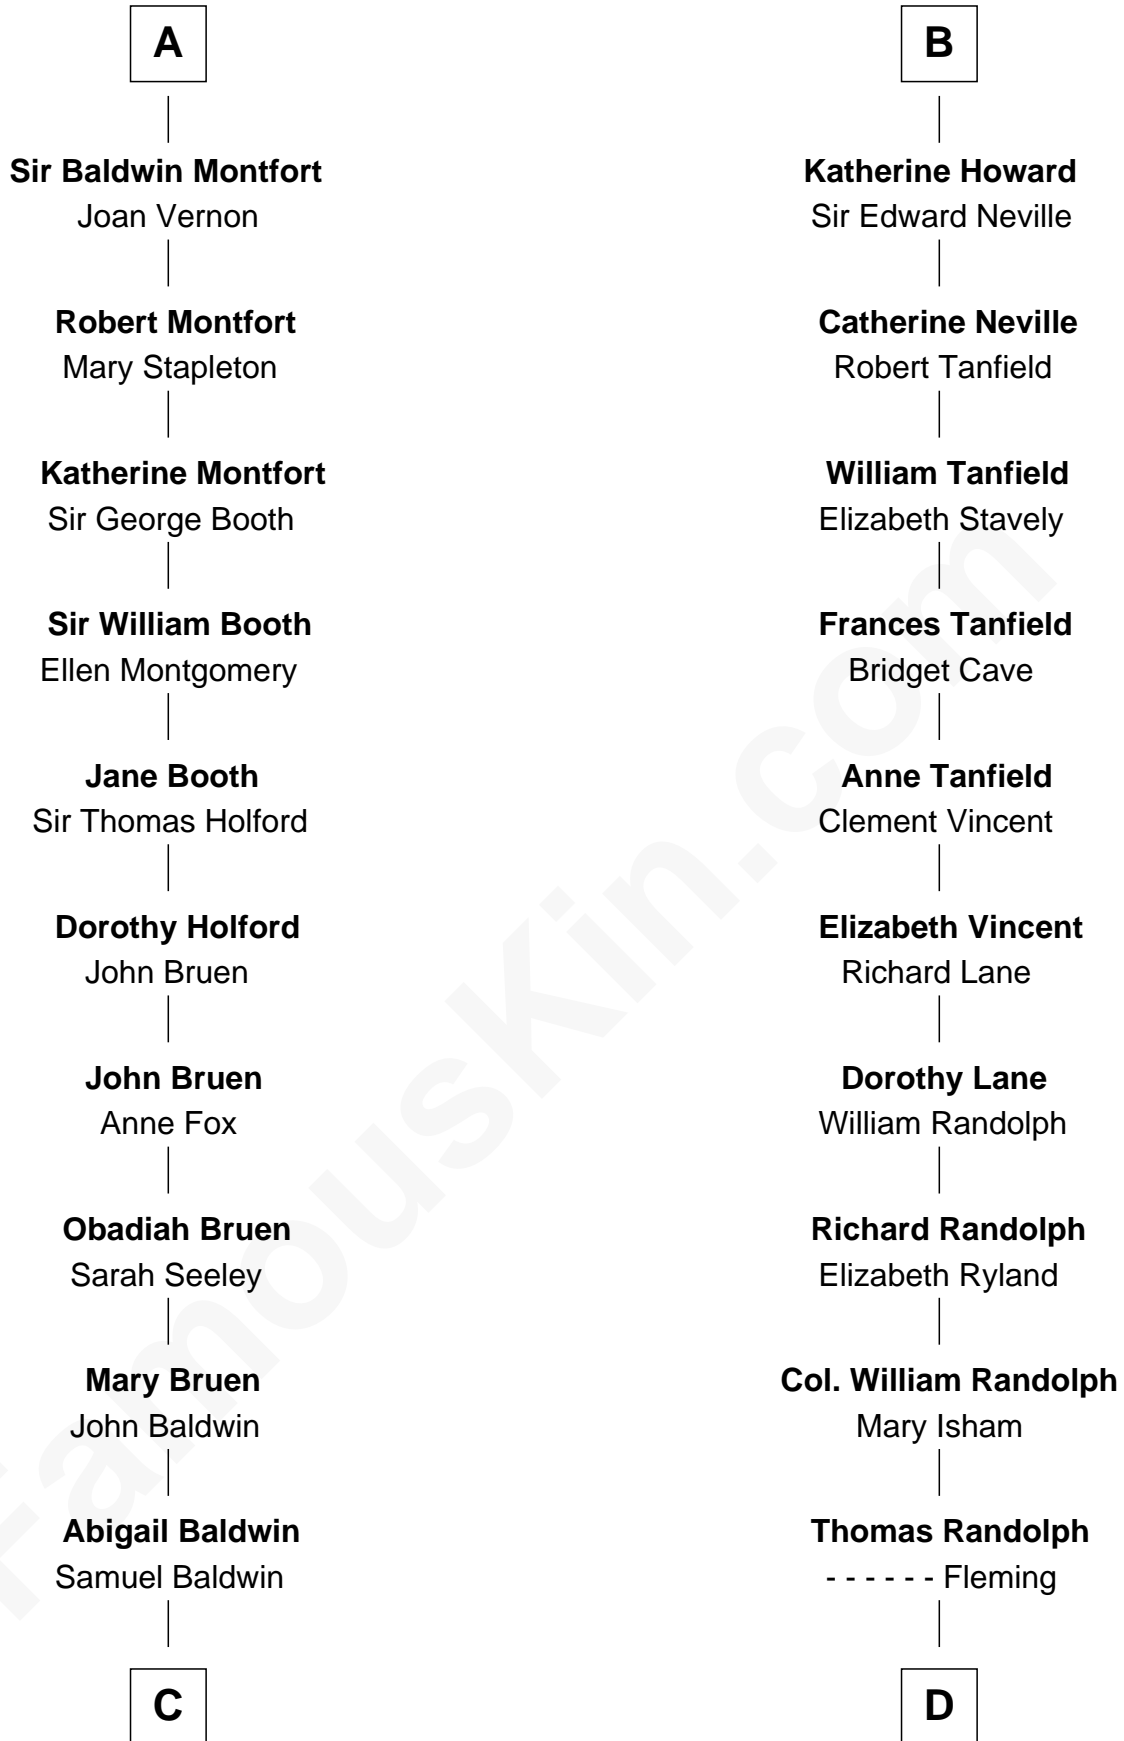 A
Sir Baldwin Montfort
Joan Vernon
Robert Montfort
Mary Stapleton
Katherine Montfort
Sir George Booth
Sir William Booth
Ellen Montgomery
Jane Booth
Sir Thomas Holford
Dorothy Holford
John Bruen
John Bruen
Anne Fox
Obadiah Bruen
Sarah Seeley
Mary Bruen
John Baldwin
Abigail Baldwin
Samuel Baldwin
C
B
Katherine Howard
Sir Edward Neville
Catherine Neville
Robert Tanfield
William Tanfield
Elizabeth Stavely
Frances Tanfield
Bridget Cave
Anne Tanfield
Clement Vincent
Elizabeth Vincent
Richard Lane
Dorothy Lane
William Randolph
Richard Randolph
Elizabeth Ryland
Col. William Randolph
Mary Isham
Thomas Randolph
- - - - - - Fleming
D
FamousKin.com